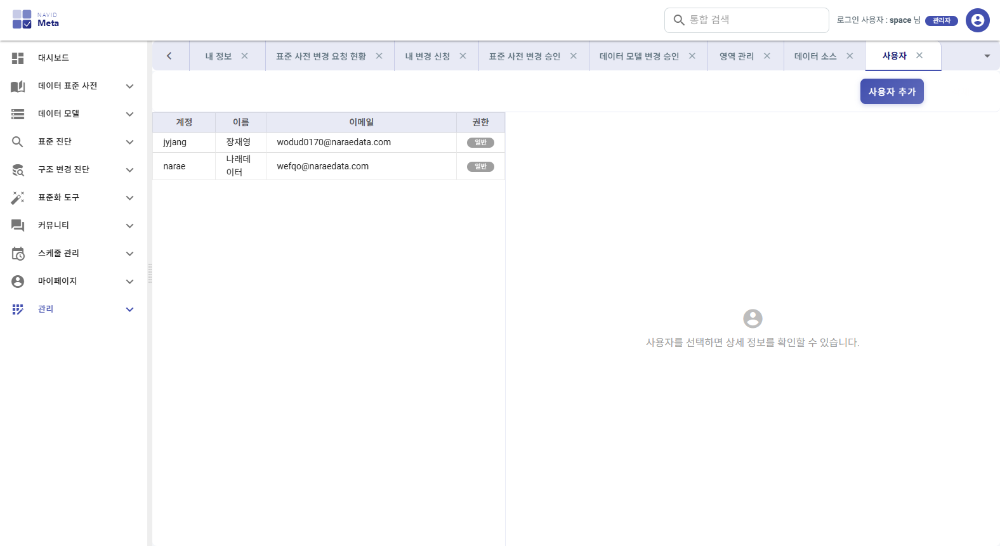 NAVID
Meta
통합 검색
로그인 사용자 : space 님
관리자
대시보드
데이터 표준 사전
데이터 모델
표준 진단
구조 변경 진단
표준화 도구
커뮤니티
스케줄 관리
마이페이지
관리
내 정보
표준 사전 변경 요청 현황
내 변경 신청
표준 사전 변경 승인
데이터 모델 변경 승인
영역 관리
데이터 소스
사용자
사용자 추가
계정 이름 이메일 권한
jyjang 장재영 wodud0170@naraedata.com 일반
narae 나래데
이터 wefqo@naraedata.com 일반
사용자를 선택하면 상세 정보를 확인할 수 있습니다.